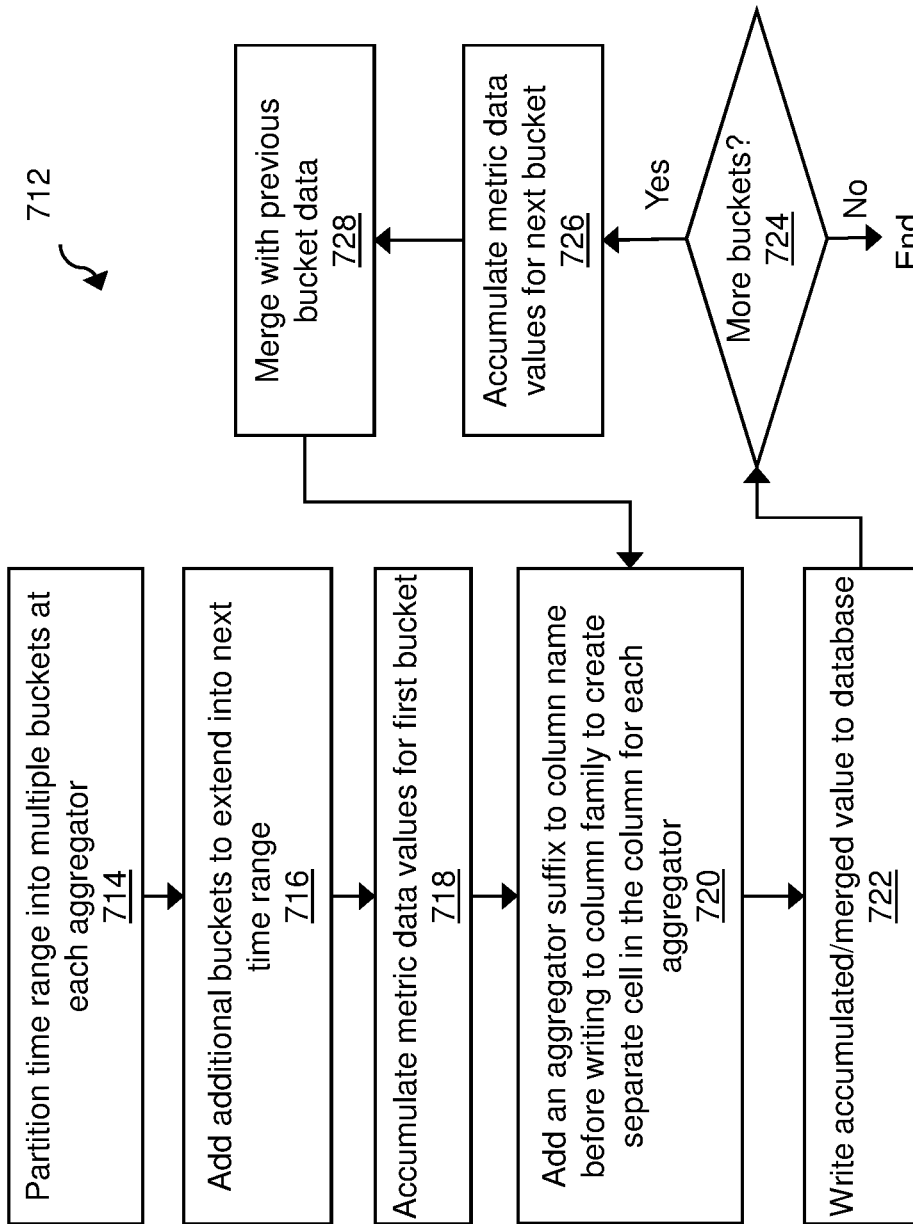 712
Partition time range into multiple buckets at
each aggregator
714
Add additional buckets to extend into next
time range
716
Accumulate metric data values for first bucket
718
Add an aggregator suffix to column name
before writing to column family to create
separate cell in the column for each
aggregator
720
Write accumulated/merged value to database
722
Merge with previous
bucket data
728
Accumulate metric data
values for next bucket
726
Yes
More buckets?
724
No
End